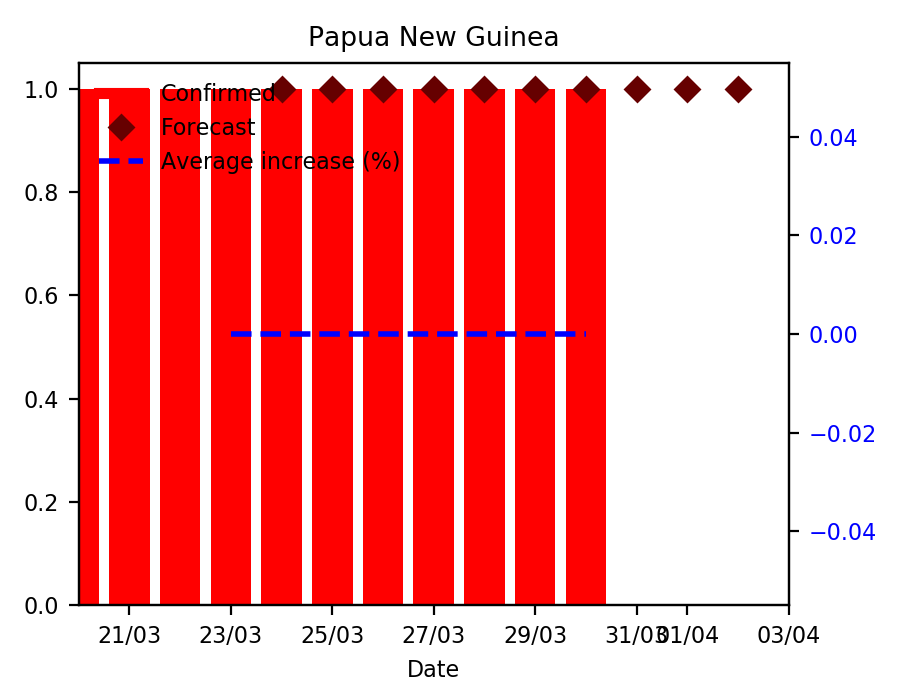 Papua New Guinea
Confirmed
Forecast
Average increase (%)
1.0
0.8
0.6
0.4
0.2
0.0
0.04
0.02
0.00
−0.02
−0.04
21/03 23/03 25/03 27/03 29/03 31/03 01/04 03/04
Date